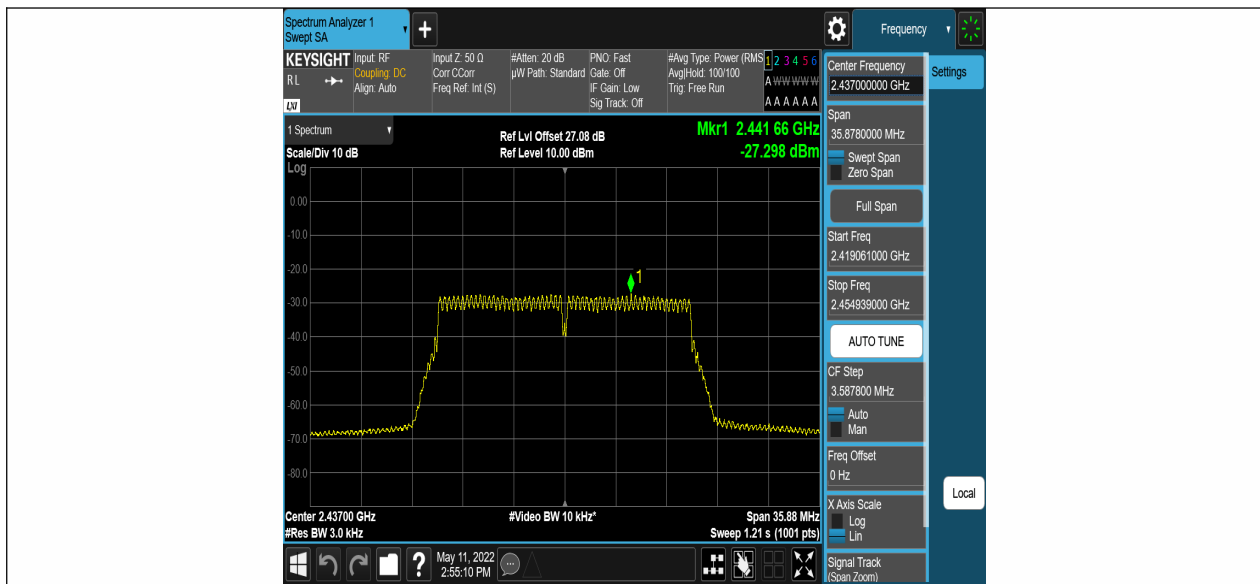 Spectrum Analyzer 1
Swept SA
+
Frequency
KEYSIGHT
R L
LXI
Input: RF
Coupling: DC
Align: Auto
Input Z: 50 Ω
Corr CCorr
Freq Ref: Int (S)
#Atten: 20 dB
µW Path: Standard
PNO: Fast
Gate: Off
IF Gain: Low
Sig Track: Off
#Avg Type: Power (RMS
Avg|Hold: 100/100
Trig: Free Run
1 2 3 4 5 6
A W W W W W
A A A A A A
1 Spectrum
Scale/Div 10 dB
Log
Ref Lvl Offset 27.08 dB
Ref Level 10.00 dBm
Mkr1 2.441 66 GHz
-27.298 dBm
0.00
-10.0
-20.0
-30.0
-40.0
-50.0
-60.0
-70.0
-80.0
1
Center 2.43700 GHz
#Res BW 3.0 kHz
#Video BW 10 kHz*
Span 35.88 MHz
Sweep 1.21 s (1001 pts)
?
May 11, 2022
2:55:10 PM
Center Frequency
2.437000000 GHz
Settings
Span
35.8780000 MHz
Swept Span
Zero Span
Full Span
Start Freq
2.419061000 GHz
Stop Freq
2.454939000 GHz
AUTO TUNE
CF Step
3.587800 MHz
Auto
Man
Freq Offset
0 Hz
X Axis Scale
Log
Lin
Signal Track
(Span Zoom)
Local